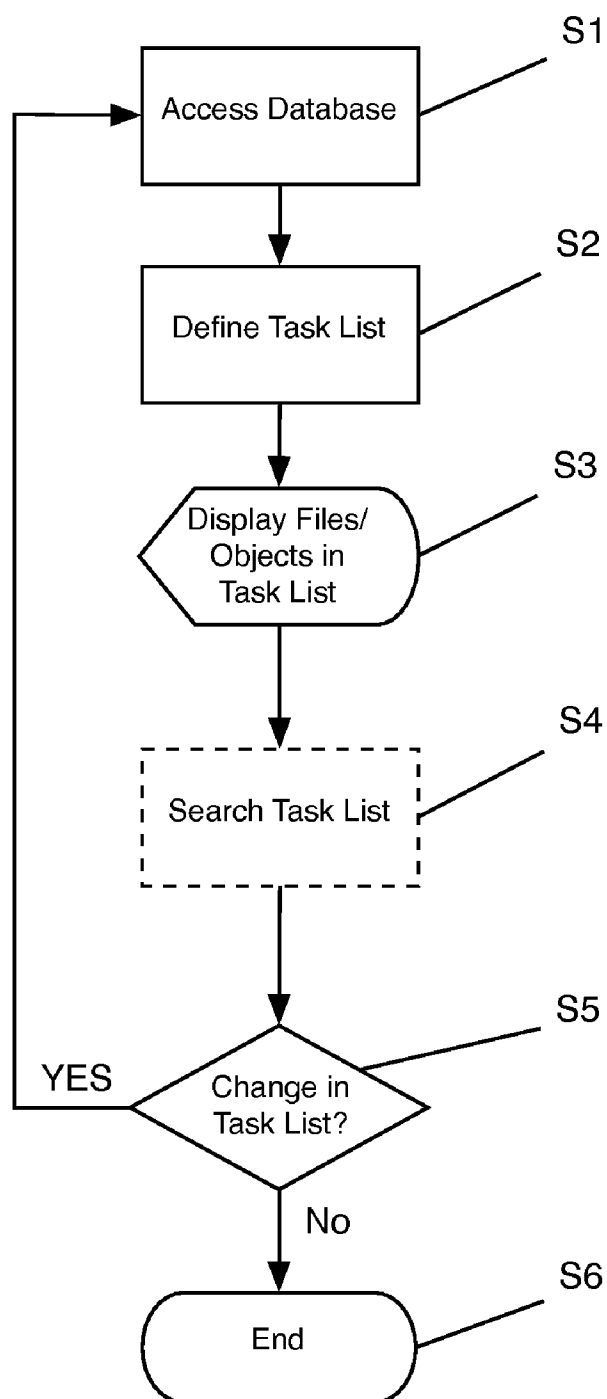 S1
Access Database
S2
Define Task List
S3
Display Files/
Objects in
Task List
S4
Search Task List
S5
YES
Change in
Task List?
No
S6
End